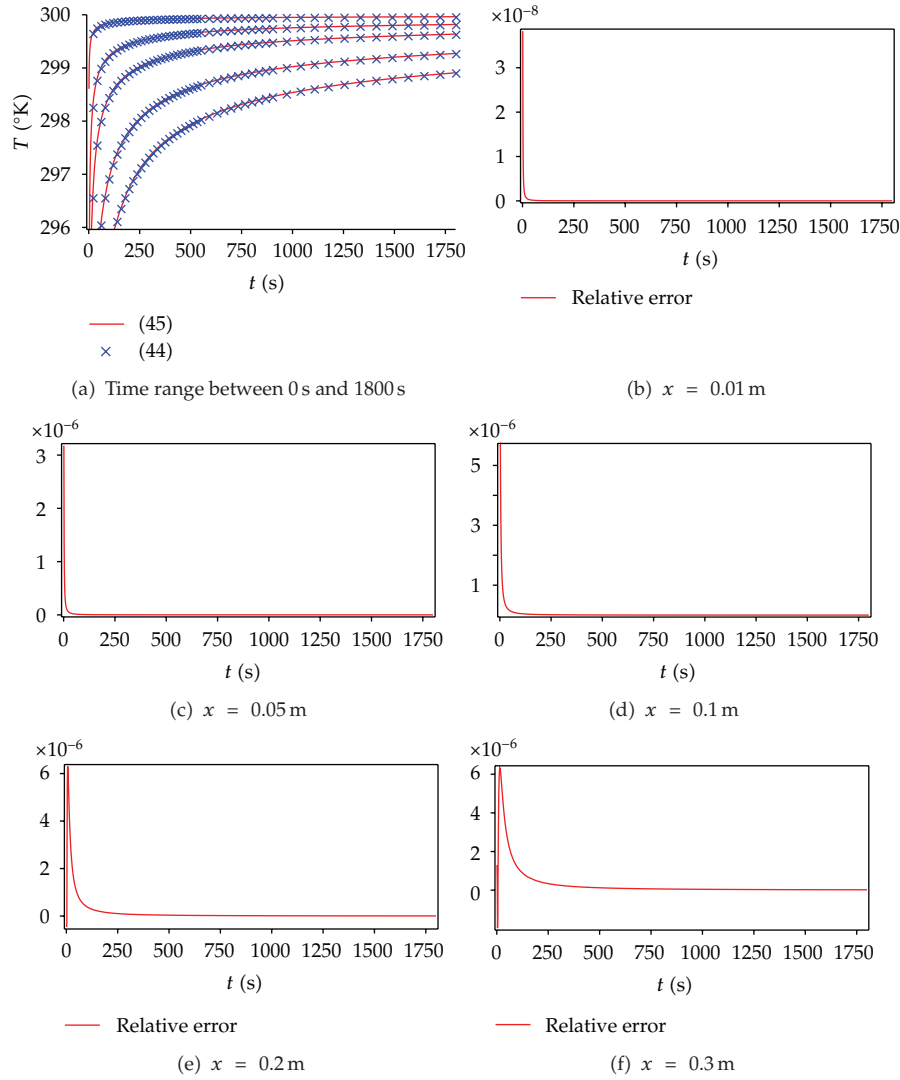 300
299
298
297
296
T (°K)
0 250 500 750 1000 1250 1500 1750
t (s)
(45)
(44)
(a) Time range between 0 s and 1800 s
×10−8
3
2
1
0
0 250 500 750 1000 1250 1500 1750
t (s)
Relative error
(b) x = 0.01 m
×10−6
3
2
1
0
0 250 500 750 1000 1250 1500 1750
t (s)
(c) x = 0.05 m
×10−6
5
3
1
0 250 500 750 1000 1250 1500 1750
t (s)
(d) x = 0.1 m
×10−6
6
4
2
0
0 250 500 750 1000 1250 1500 1750
t (s)
Relative error
(e) x = 0.2 m
×10−6
6
4
2
0
0 250 500 750 1000 1250 1500 1750
t (s)
Relative error
(f) x = 0.3 m